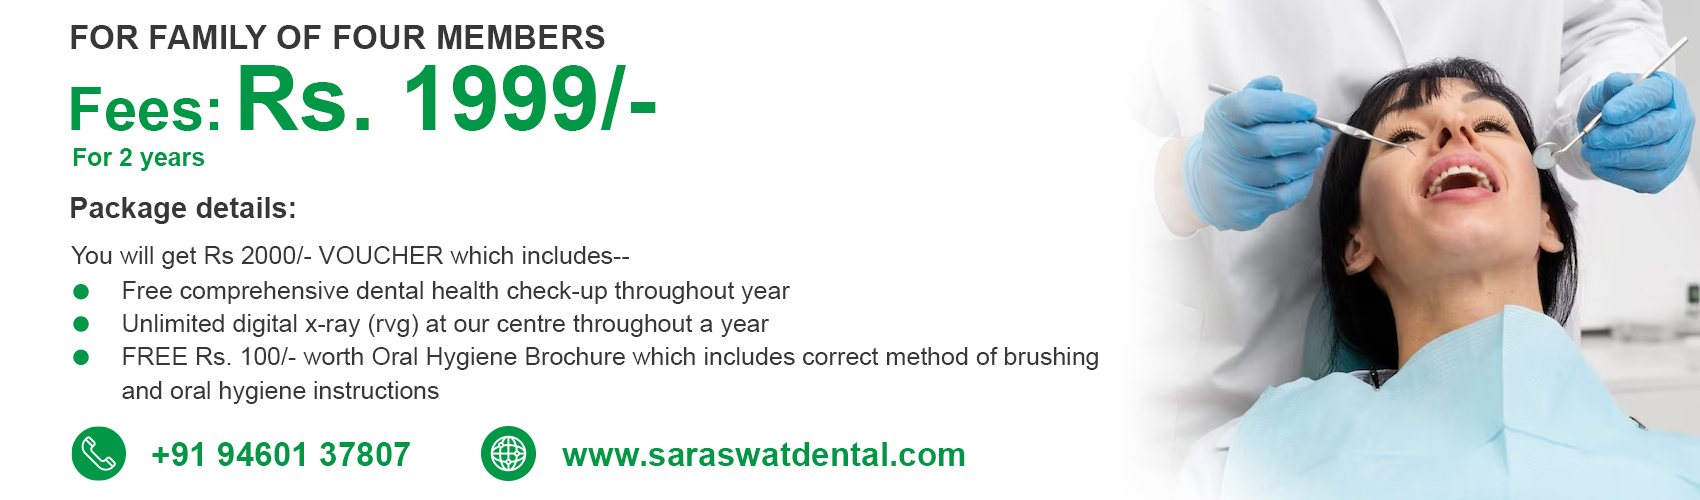 FOR FAMILY OF FOUR MEMBERS
Fees: Rs. 1999/-
For 2 years
Package details:
You will get Rs 2000/- VOUCHER which includes--
Free comprehensive dental health check-up throughout year
Unlimited digital x-ray (rvg) at our centre throughout a year
FREE Rs. 100/- worth Oral Hygiene Brochure which includes correct method of brushing
and oral hygiene instructions
+91 94601 37807
www.saraswatdental.com